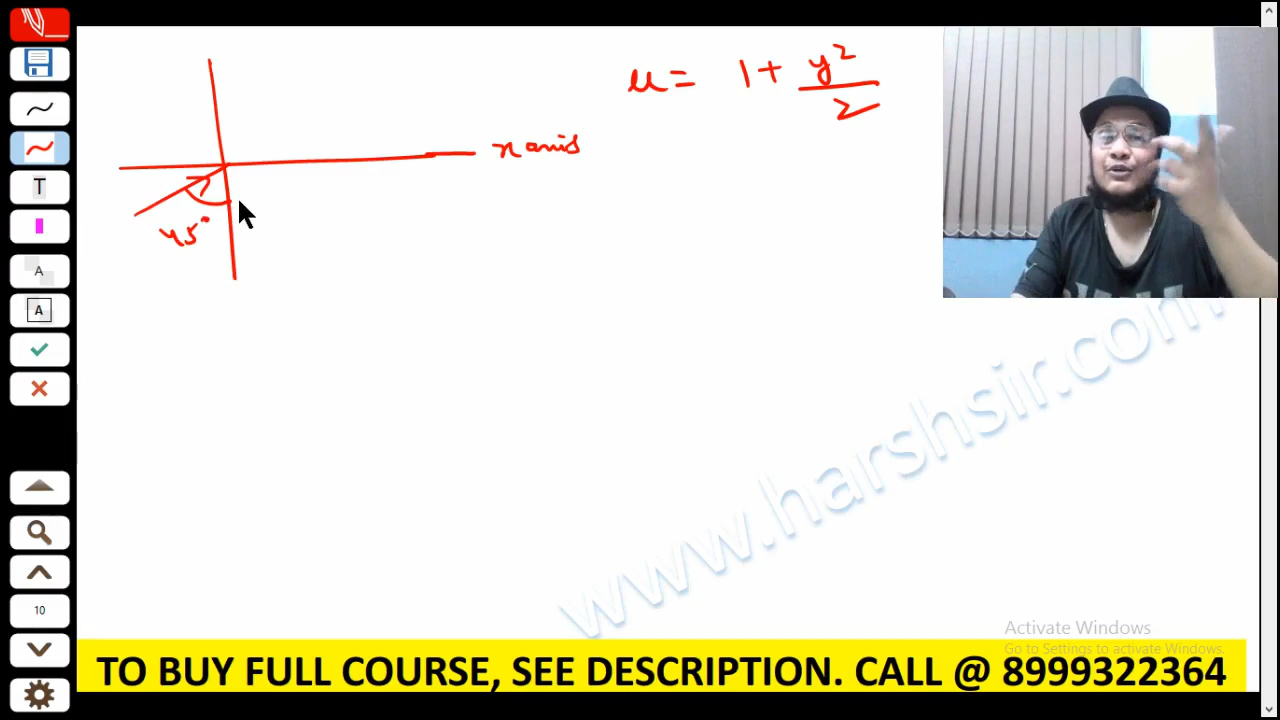 μ = 1 + y²/2
x axis
45°
www.harshsir.com
Activate Windows
Go to Settings to activate Windows.
T
A
A
10
TO BUY FULL COURSE, SEE DESCRIPTION. CALL @ 8999322364